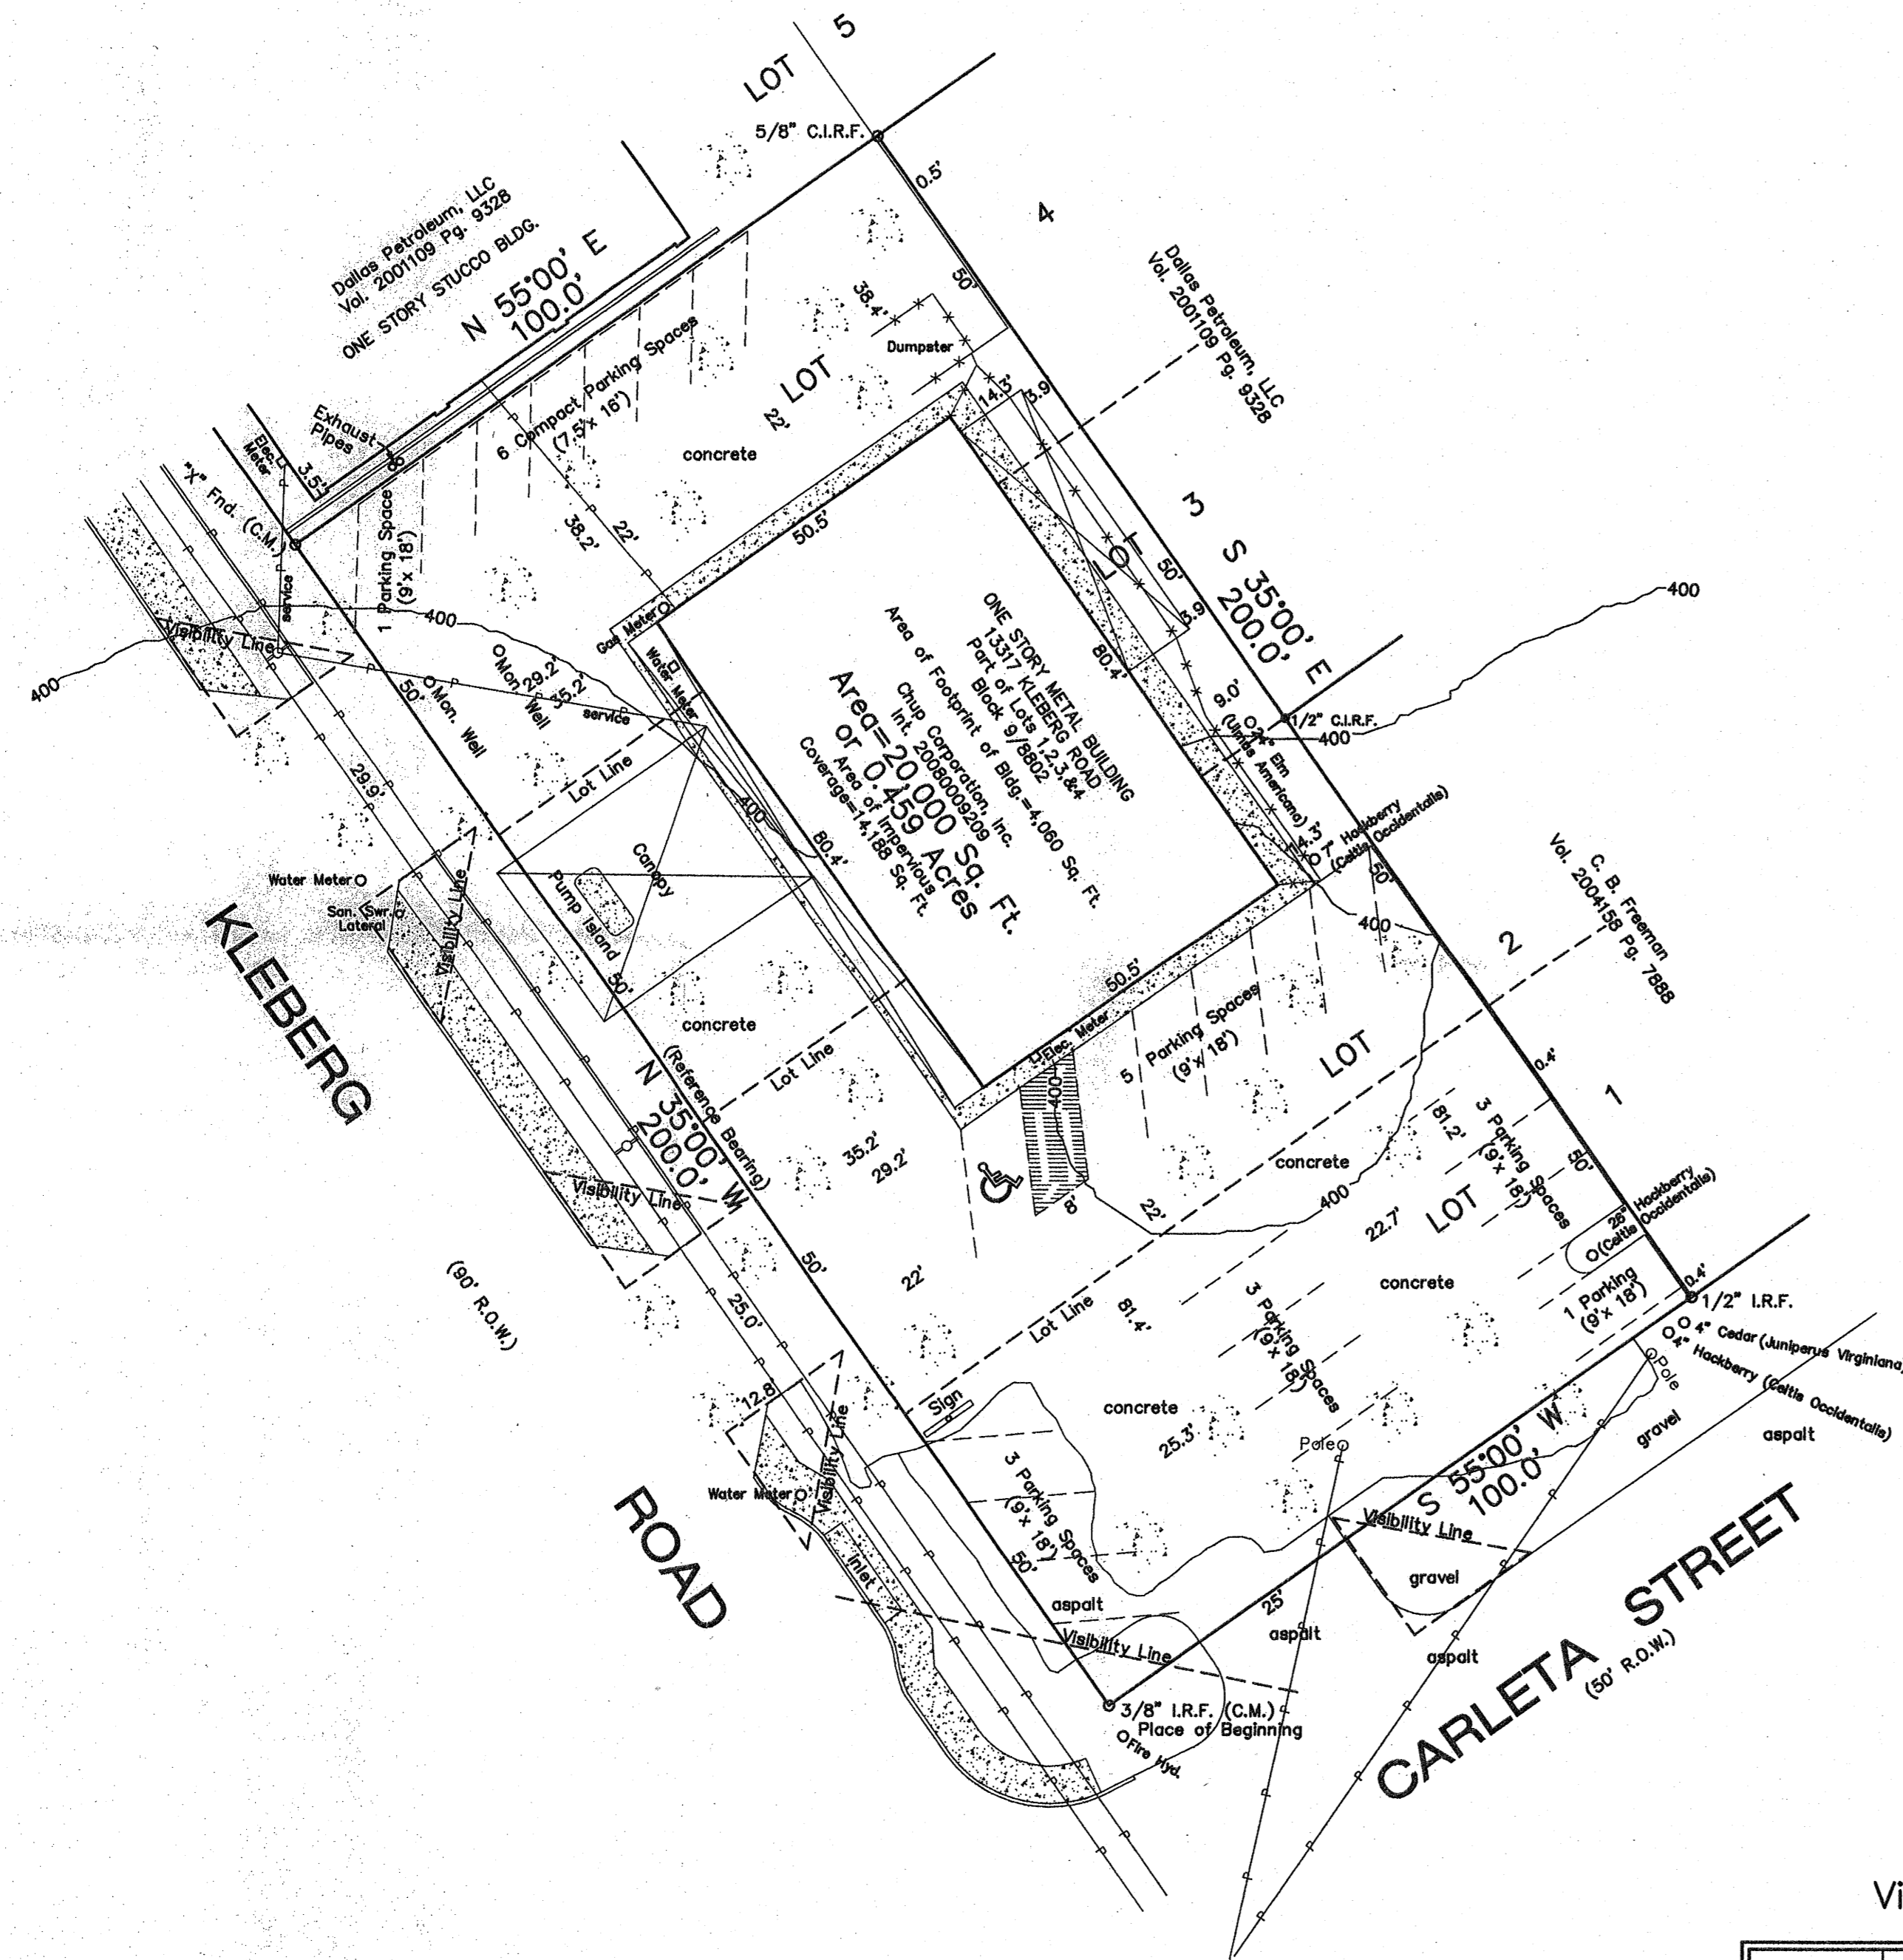 LOT 5
5/8" C.I.R.F.
0.5'
4
Dallas Petroleum, LLC
Vol. 2001109 Pg. 9328
ONE STORY STUCCO BLDG.
N 55°00' E
100.0'
50'
38.4'
Dumpster
Dallas Petroleum, LLC
Vol. 2001109 Pg. 9328
6 Compact Parking Spaces
(7.5'x 16')
LOT
22'
14.3'
3.9
Exhaust
Pipes
Elec.
Meter
3.5'
"X" Fnd. (C.M.)
concrete
1 Parking Space
(9'x 18')
38.2'
22'
50.5'
3
S 35°00' E
200.0'
LOT
50'
3.9
80.4'
service
400
400
Visibility Line
400
Gas Meter
Water Meter
Mon. Well
29.2'
35.2'
Mon. Well
50'
service
ONE STORY METAL BUILDING
13317 KLEBERG ROAD
Part of Lots 1,2,3,&4
Block 9/8802
Area of Footprint of Bldg.=4,060 Sq. Ft.
Chup Corporation, Inc.
Int. 20080009209
Area=20,000 Sq. Ft.
or 0.459 Acres
Area of Impervious
Coverage=14,188 Sq. Ft.
9.0'
1/2" C.I.R.F.
400
24" Elm
(Ulmas Americana)
4.3'
7" Hackberry
(Celtis Occidentalis)
50'
29.9'
Lot Line
400
80.4'
Canopy
Pump Island
50'
Water Meter
San. Swr.
Lateral
Visibility Line
KLEBERG
400
2
C. B. Freeman
Vol. 2004158 Pg. 7888
concrete
50.5'
Elec. Meter
5 Parking Spaces
(9'x 18')
LOT
Lot Line
(Reference Bearing)
N 35°00' W
200.0'
400
0.4'
1
35.2'
29.2'
8'
22'
concrete
400
81.2'
3 Parking Spaces
(9'x 18')
50'
LOT
22.7'
26" Hackberry
(Celtis Occidentalis)
Visibility Line
50'
22'
(90' R.O.W.)
25.0'
Lot Line
81.4'
3 Parking Spaces
(9'x 18')
concrete
1 Parking
(9'x 18')
0.4'
1/2" I.R.F.
4" Cedar (Juniperus Virginiana)
4" Hackberry (Celtis Occidentalis)
Pole
12.8'
Sign
concrete
25.3'
Pole
gravel
aspalt
S 55°00' W
100.0'
Visibility Line
Water Meter
Visibility Line
3 Parking Spaces
(9'x 18')
50'
ROAD
Inlet
aspalt
Visibility Line
25'
aspalt
gravel
aspalt
CARLETA STREET
(50' R.O.W.)
3/8" I.R.F. (C.M.)
Place of Beginning
Fire Hyd.
Vi